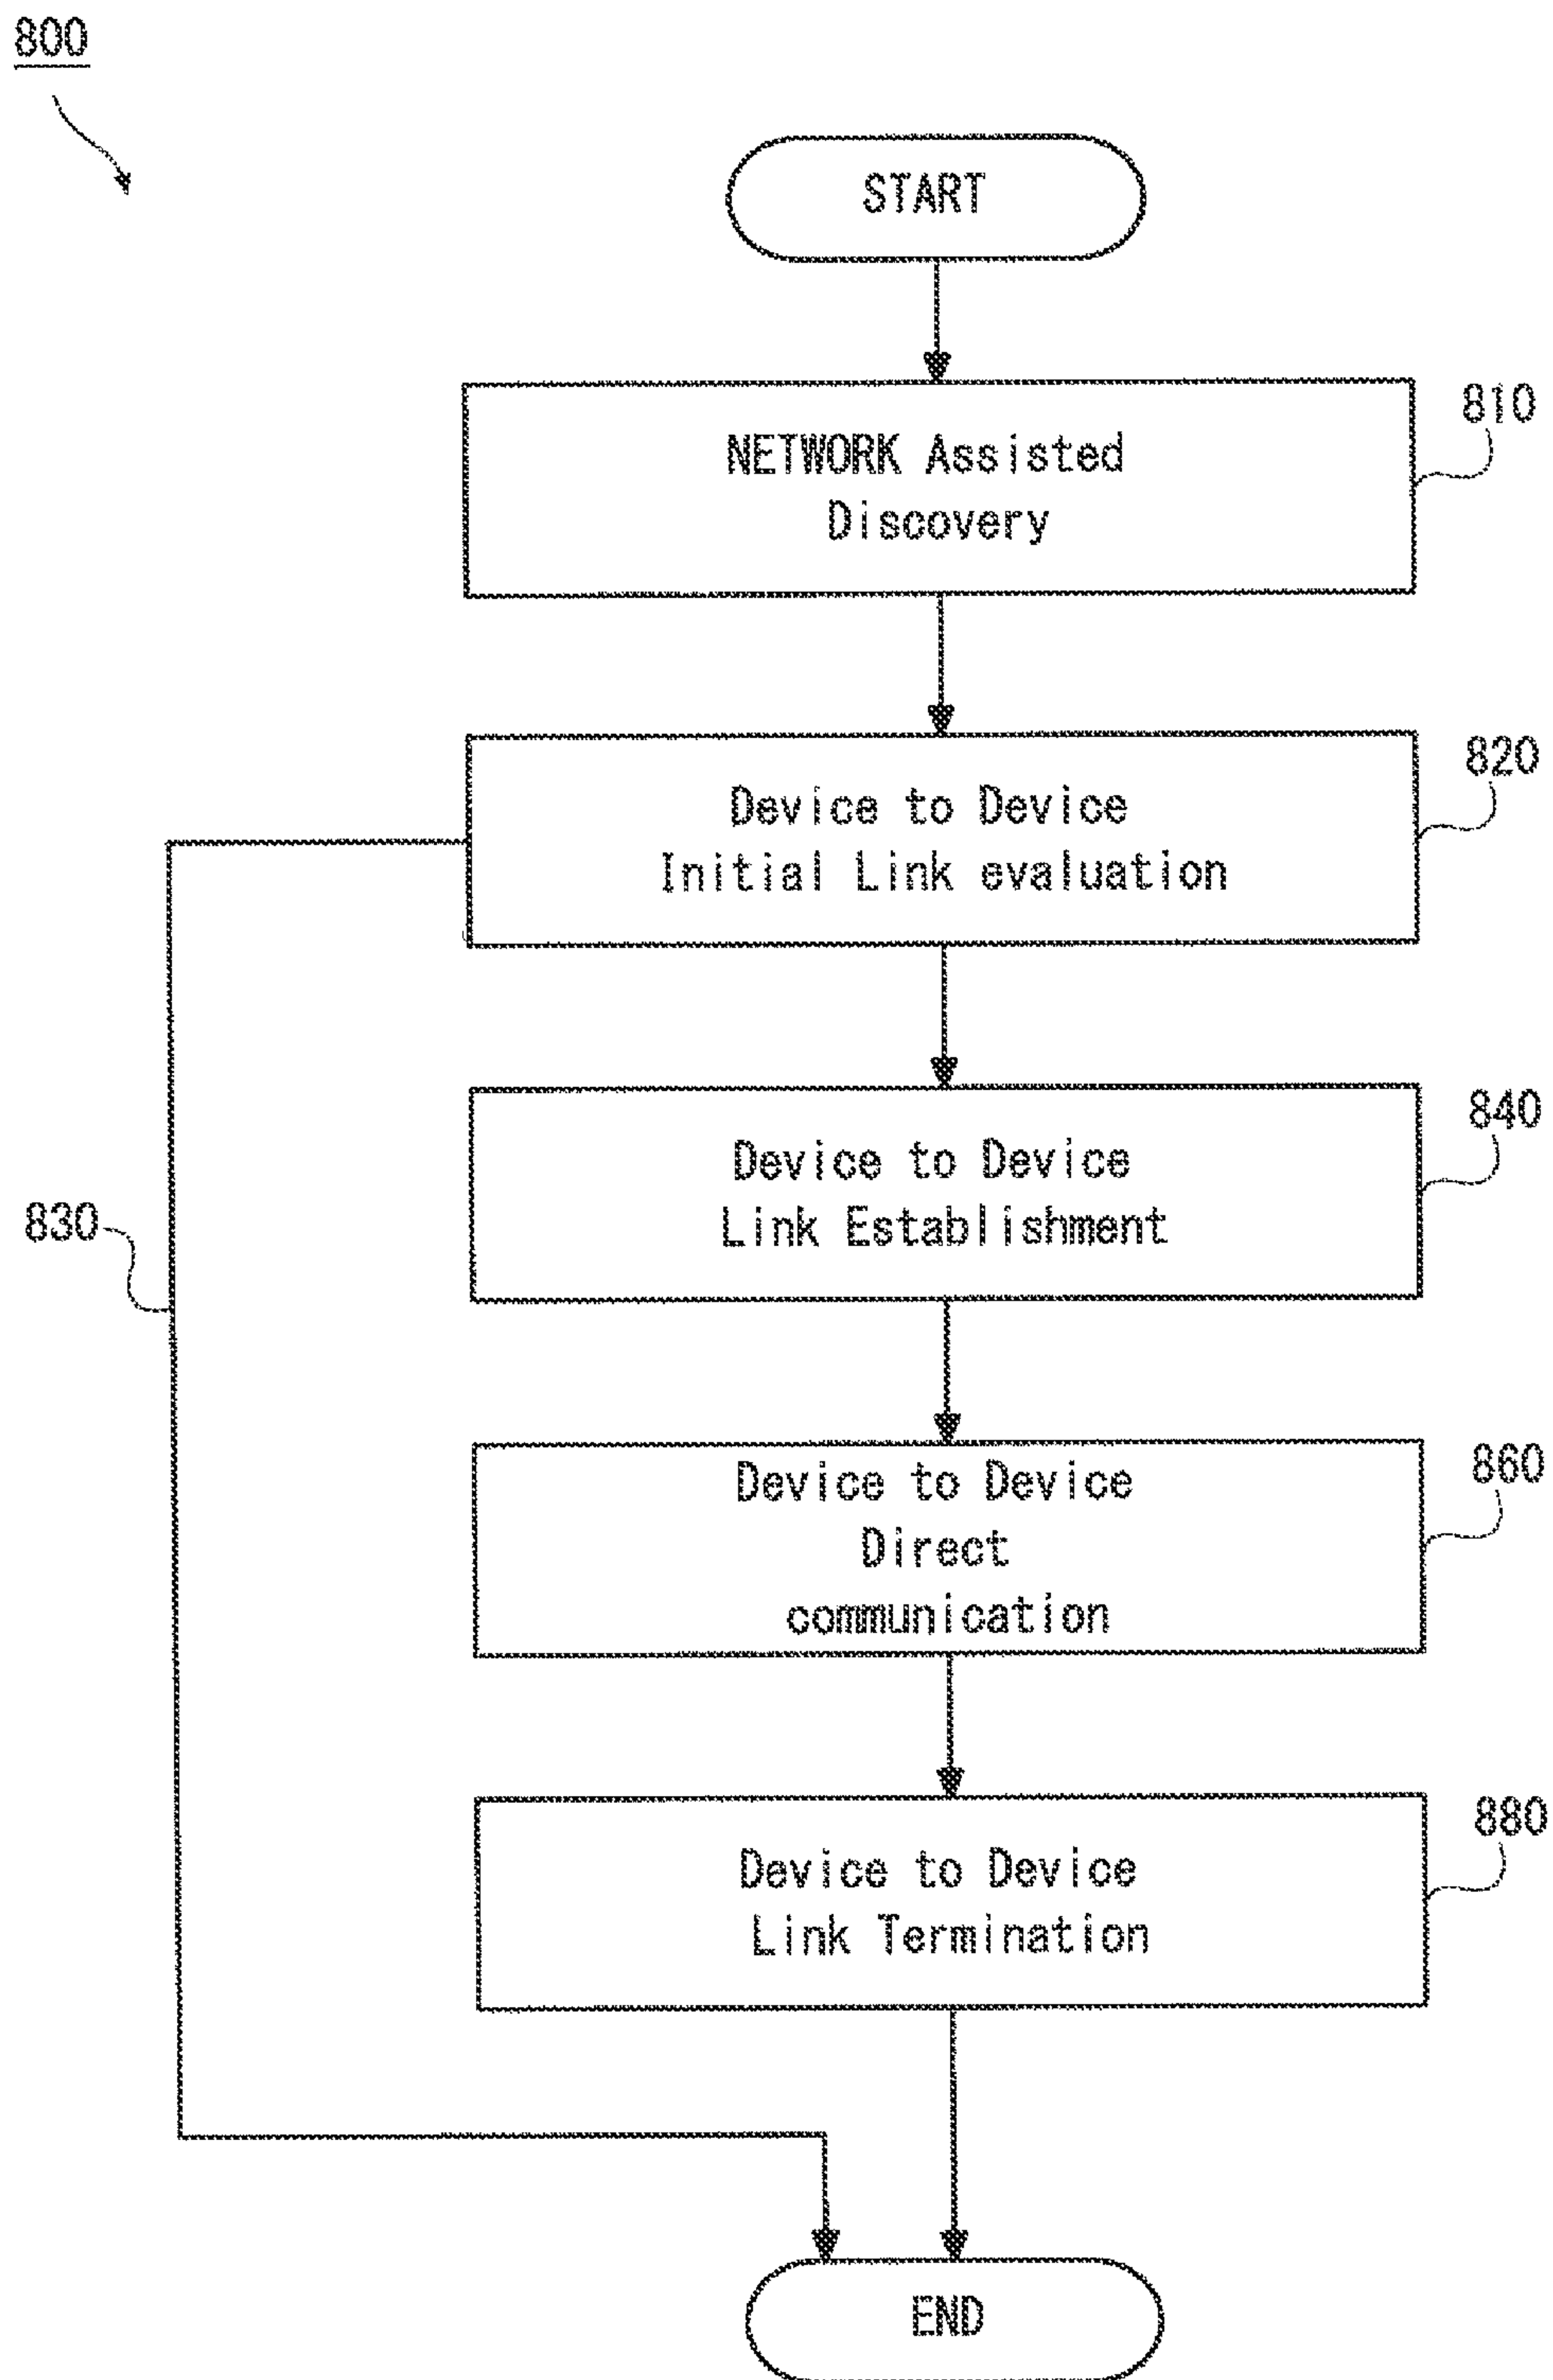 800
START
810
NETWORK Assisted
Discovery
820
Device to Device
Initial Link evaluation
840
Device to Device
Link Establishment
830
860
Device to Device
Direct
communication
880
Device to Device
Link Termination
END